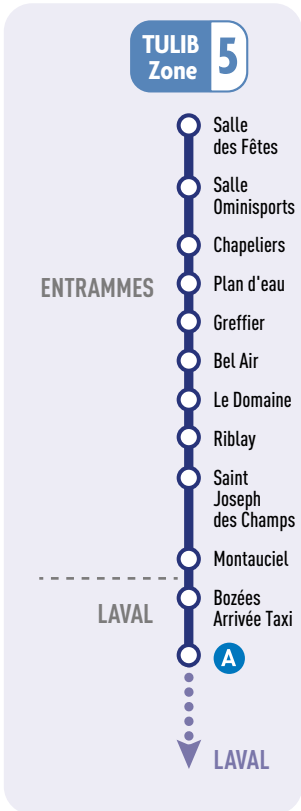 TULIB
Zone
5
Salle
des Fêtes
Salle
Ominisports
Chapeliers
ENTRAMMES
Plan d'eau
Greffier
Bel Air
Le Domaine
Riblay
Saint
Joseph
des Champs
Montauciel
LAVAL
Bozées
Arrivée Taxi
A
LAVAL